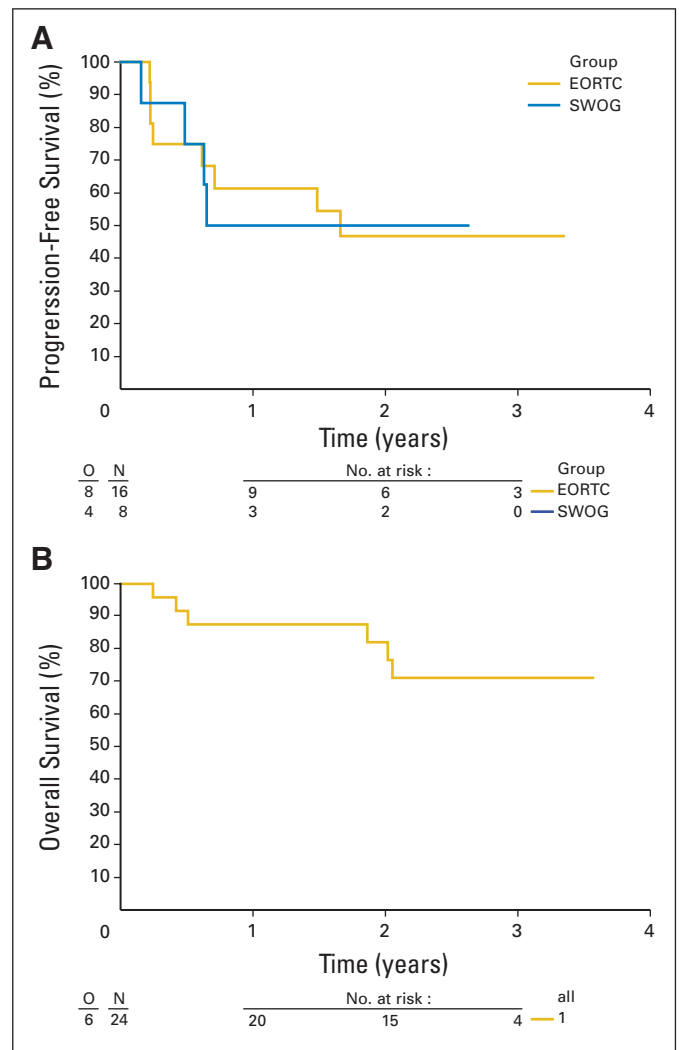 A
Progrerssion-Free Survival (%)
100
90
80
70
60
50
40
30
20
10
0 1 2 3 4
Time (years)
Group
EORTC
SWOG
O N No. at risk : Group
8 16 9 6 3 EORTC
4 8 3 2 0 SWOG
B
Overall Survival (%)
100
90
80
70
60
50
40
30
20
10
0 1 2 3 4
Time (years)
O N No. at risk : all
6 24 20 15 4 1